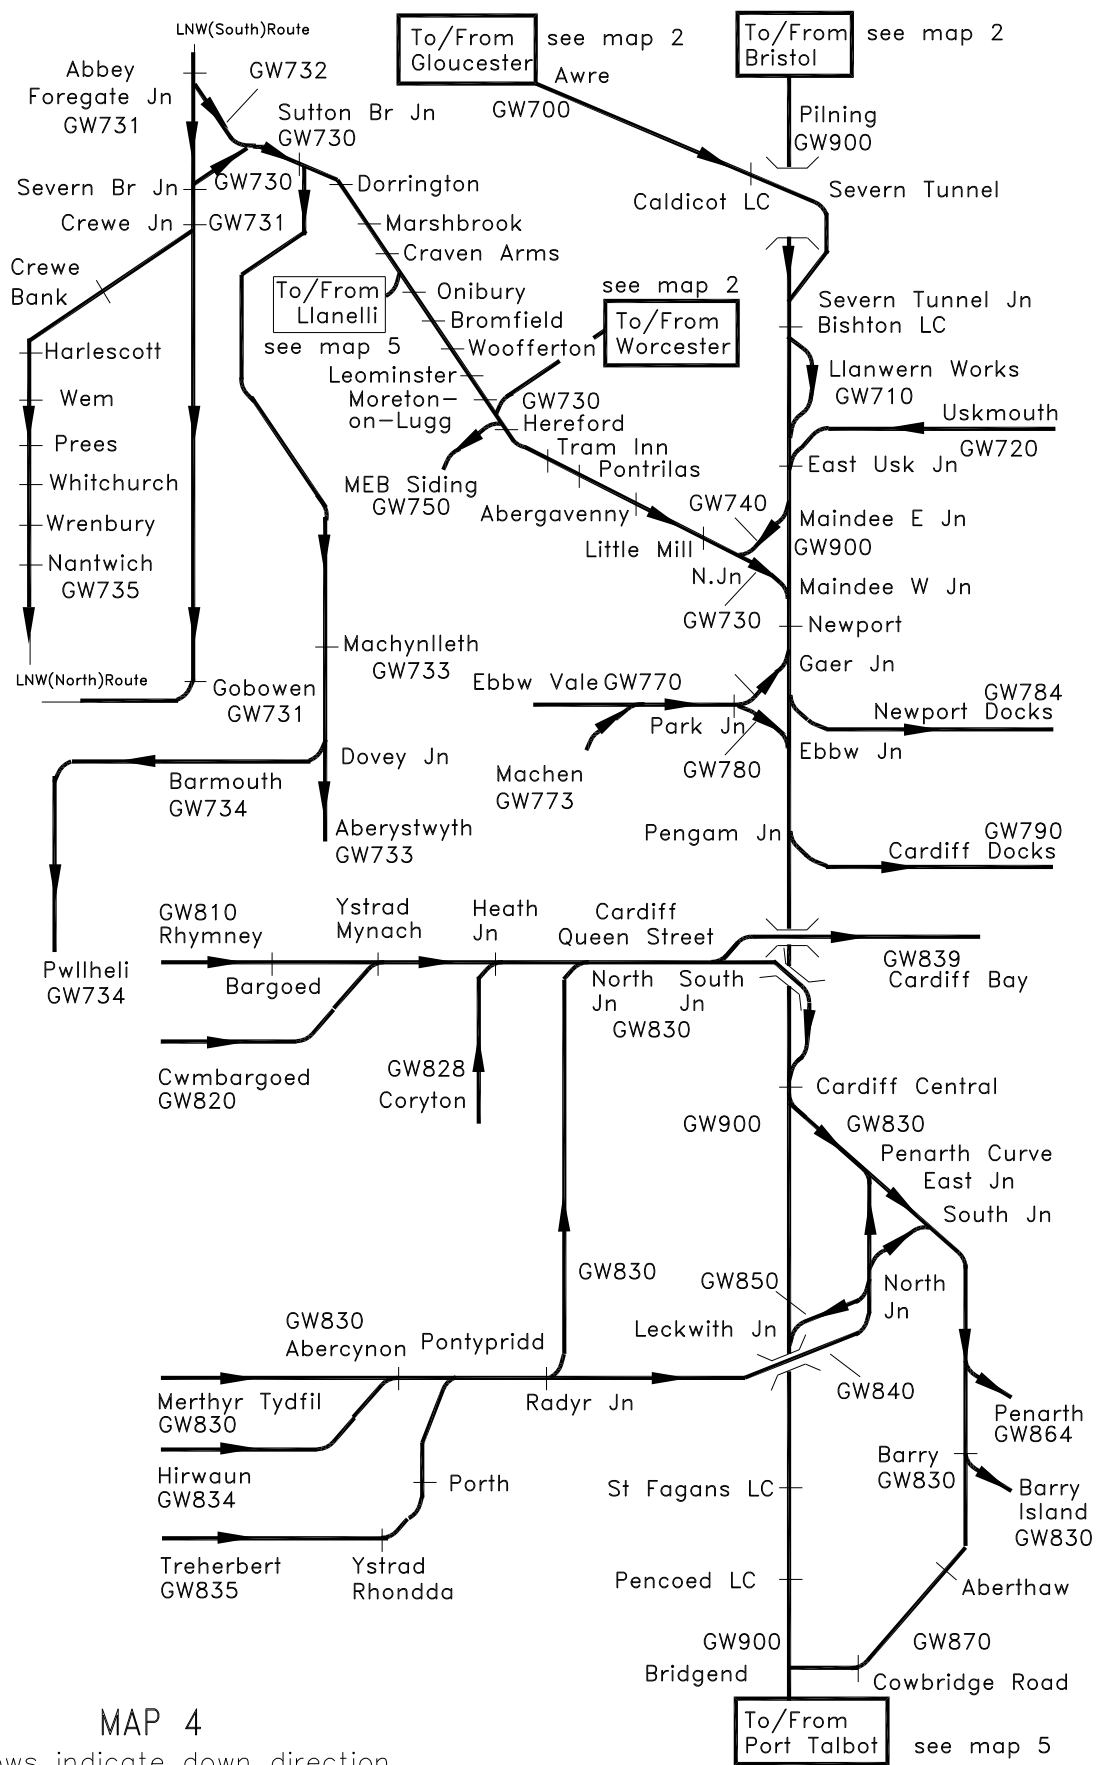 LNW(South)Route
Abbey
Foregate Jn
GW731
GW732
Sutton Br Jn
GW730
To/From
Gloucester
see map 2
Awre
GW700
To/From
Bristol
see map 2
Pilning
GW900
Severn Br Jn
GW730
Crewe Jn
GW731
Dorrington
Marshbrook
Craven Arms
Caldicot LC
Severn Tunnel
Crewe
Bank
To/From
Llanelli
see map 5
Onibury
Bromfield
Woofferton
see map 2
To/From
Worcester
Severn Tunnel Jn
Bishton LC
Harlescott
Leominster
Moreton-
on-Lugg
GW730
Hereford
Llanwern Works
GW710
Uskmouth
GW720
Wem
Prees
Whitchurch
Wrenbury
Nantwich
GW735
Tram Inn
Pontrilas
MEB Siding
GW750
Abergavenny
Little Mill
GW740
East Usk Jn
Maindee E Jn
GW900
N.Jn
GW730
Maindee W Jn
Newport
Gaer Jn
LNW(North)Route
Gobowen
GW731
Machynlleth
GW733
Ebbw Vale
GW770
Park Jn
GW784
Newport Docks
Machen
GW773
GW780
Ebbw Jn
Dovey Jn
Barmouth
GW734
Aberystwyth
GW733
Pengam Jn
GW790
Cardiff Docks
GW810
Rhymney
Ystrad
Mynach
Heath
Jn
Cardiff
Queen Street
Pwllheli
GW734
Bargoed
North
Jn
South
Jn
GW830
GW839
Cardiff Bay
Cwmbargoed
GW820
GW828
Coryton
Cardiff Central
GW900
GW830
Penarth Curve
East Jn
South Jn
GW830
GW850
North
Jn
Leckwith Jn
GW830
Abercynon
Pontypridd
Merthyr Tydfil
GW830
Radyr Jn
GW840
Penarth
GW864
Hirwaun
GW834
Porth
St Fagans LC
Barry
GW830
Barry
Island
GW830
Treherbert
GW835
Ystrad
Rhondda
Pencoed LC
Aberthaw
GW900
Bridgend
GW870
Cowbridge Road
MAP 4
ows indicate down direction
To/From
Port Talbot
see map 5